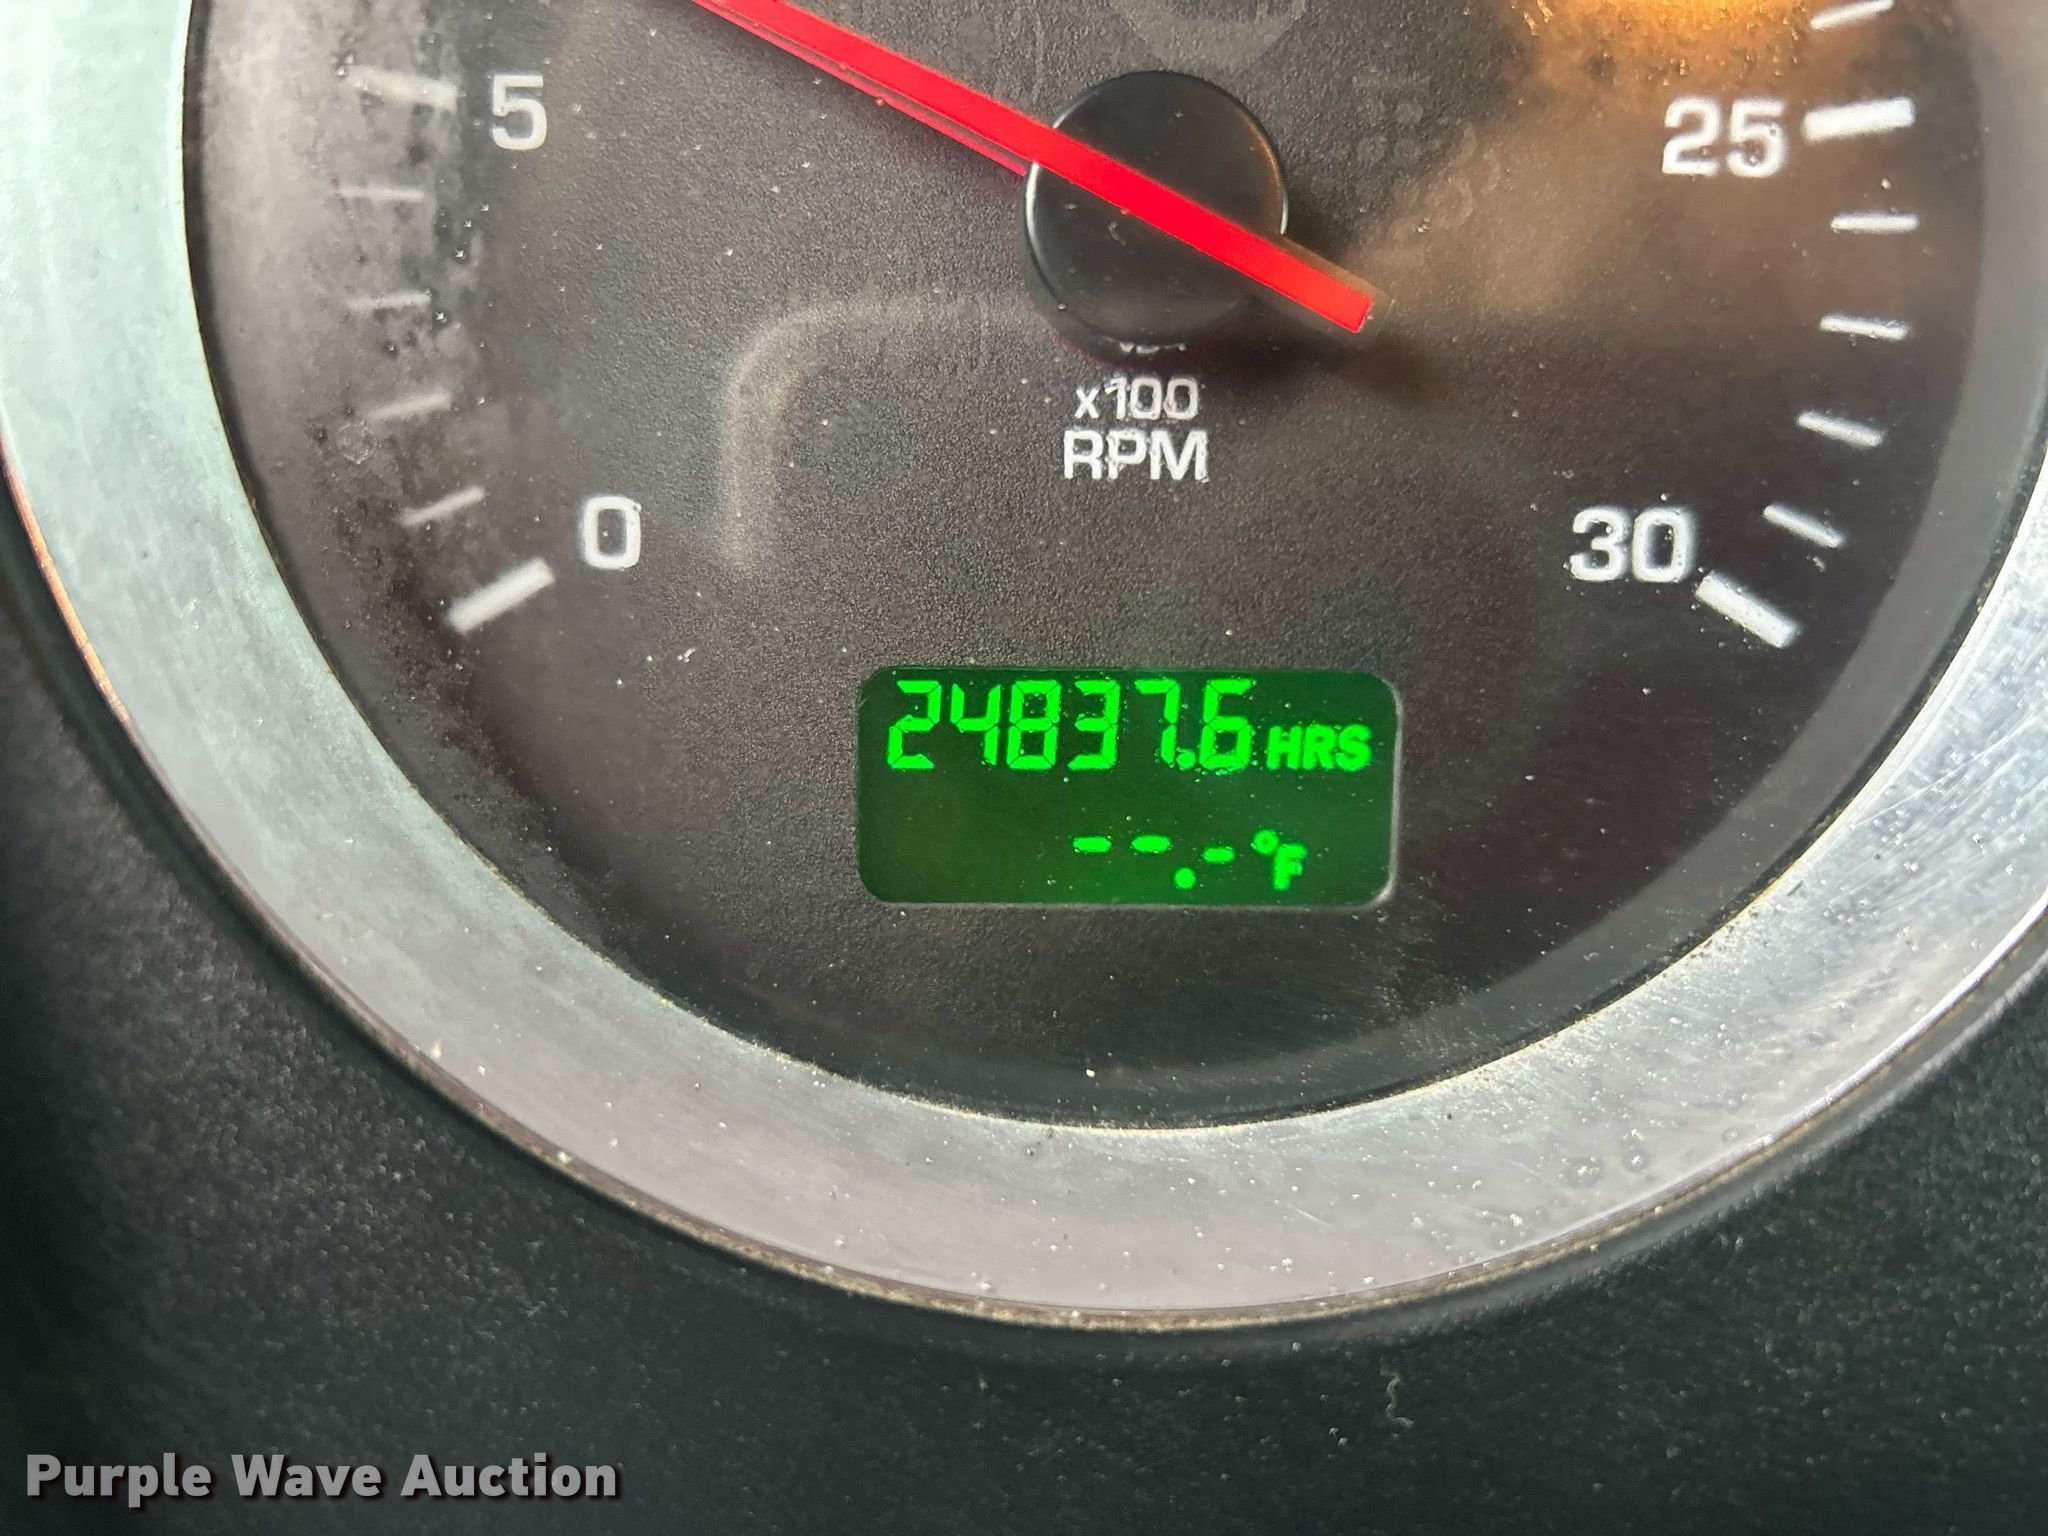 5
25
x100
RPM
0
30
24837.6 HRS
--.- °F
Purple Wave Auction